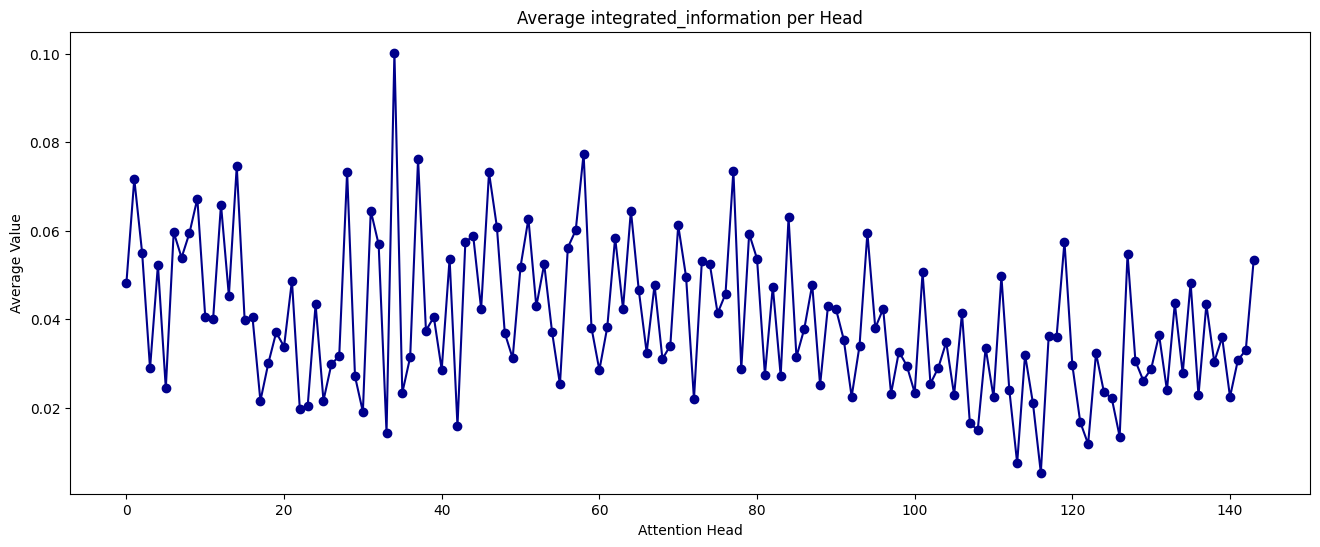 Average integrated_information per Head
Average Value
0.10
0.08
0.06
0.04
0.02
0 20 40 60 80 100 120 140
Attention Head